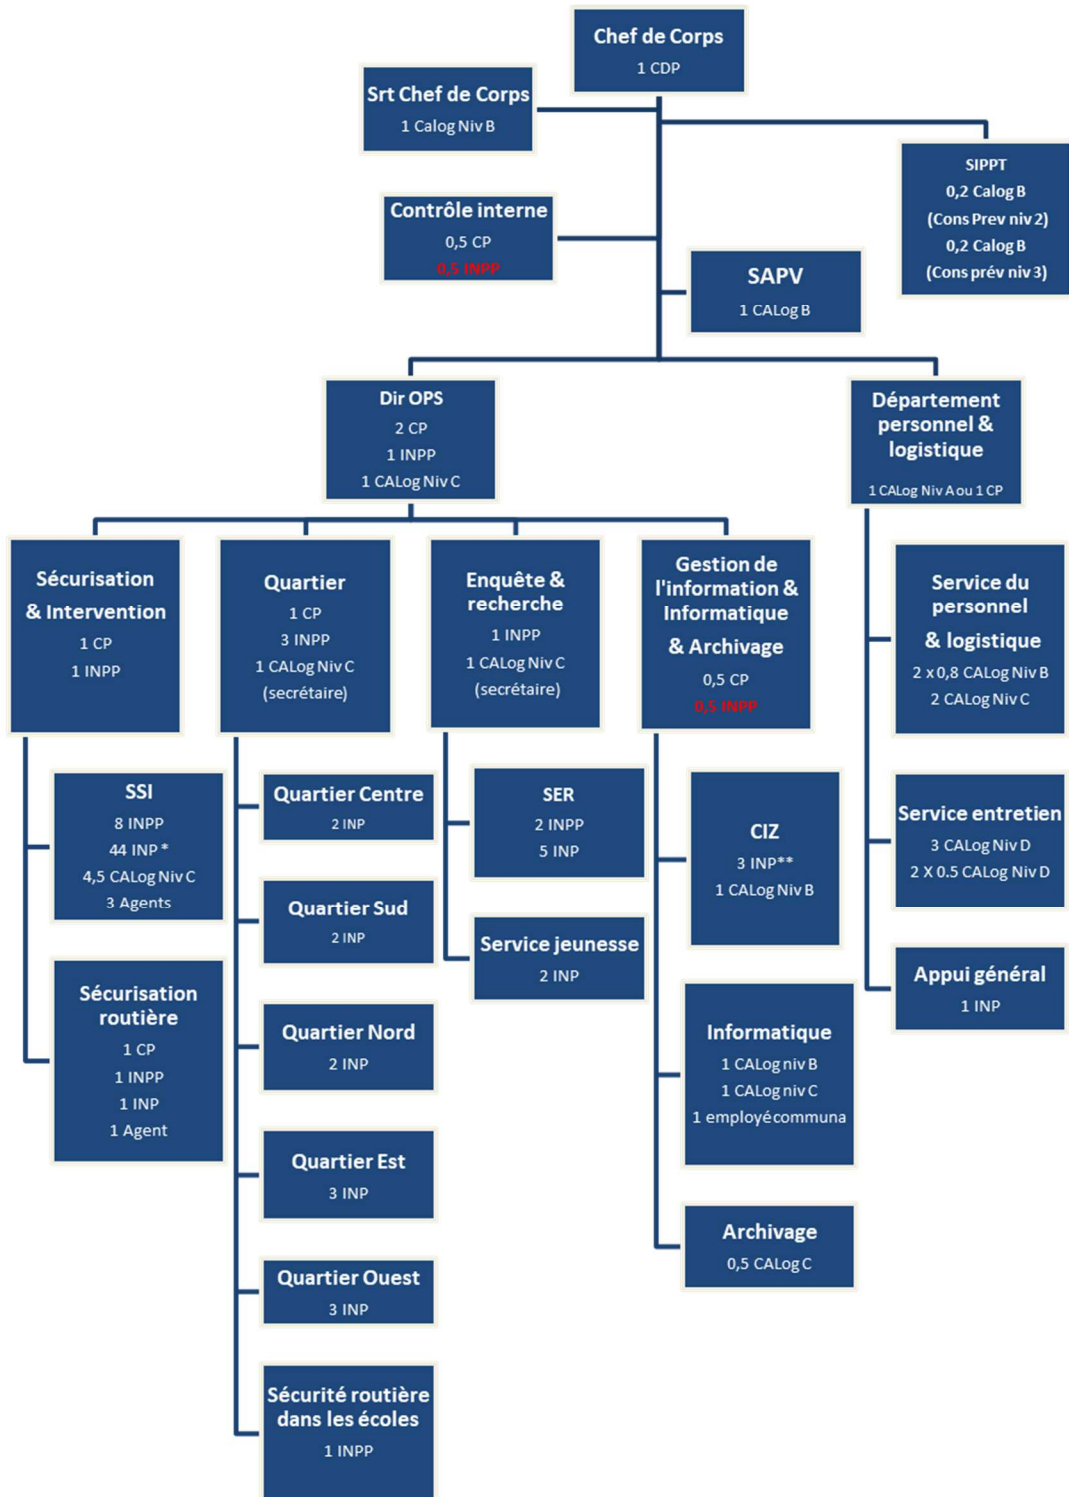 Chef de Corps
1 CDP
Srt Chef de Corps
1 Calog Niv B
SIPPT
0,2 Calog B
(Cons Prev niv 2)
0,2 Calog B
(Cons prév niv 3)
Contrôle interne
0,5 CP
0,5 INPP
SAPV
1 CALog B
Dir OPS
2 CP
1 INPP
1 CALog Niv C
Département
personnel &
logistique
1 CALog Niv A ou 1 CP
Sécurisation
& Intervention
1 CP
1 INPP
Quartier
1 CP
3 INPP
1 CALog Niv C
(secrétaire)
Enquête &
recherche
1 INPP
1 CALog Niv C
(secrétaire)
Gestion de
l'information &
Informatique
& Archivage
0,5 CP
0,5 INPP
Service du
personnel
& logistique
2 x 0,8 CALog Niv B
2 CALog Niv C
SSI
8 INPP
44 INP *
4,5 CALog Niv C
3 Agents
Sécurisation
routière
1 CP
1 INPP
1 INP
1 Agent
Quartier Centre
2 INP
Quartier Sud
2 INP
Quartier Nord
2 INP
Quartier Est
3 INP
Quartier Ouest
3 INP
Sécurité routière
dans les écoles
1 INPP
SER
2 INPP
5 INP
Service jeunesse
2 INP
CIZ
3 INP**
1 CALog Niv B
Informatique
1 CALog niv B
1 CALog niv C
1 employé communa
Archivage
0,5 CALog C
Service entretien
3 CALog Niv D
2 X 0.5 CALog Niv D
Appui général
1 INP